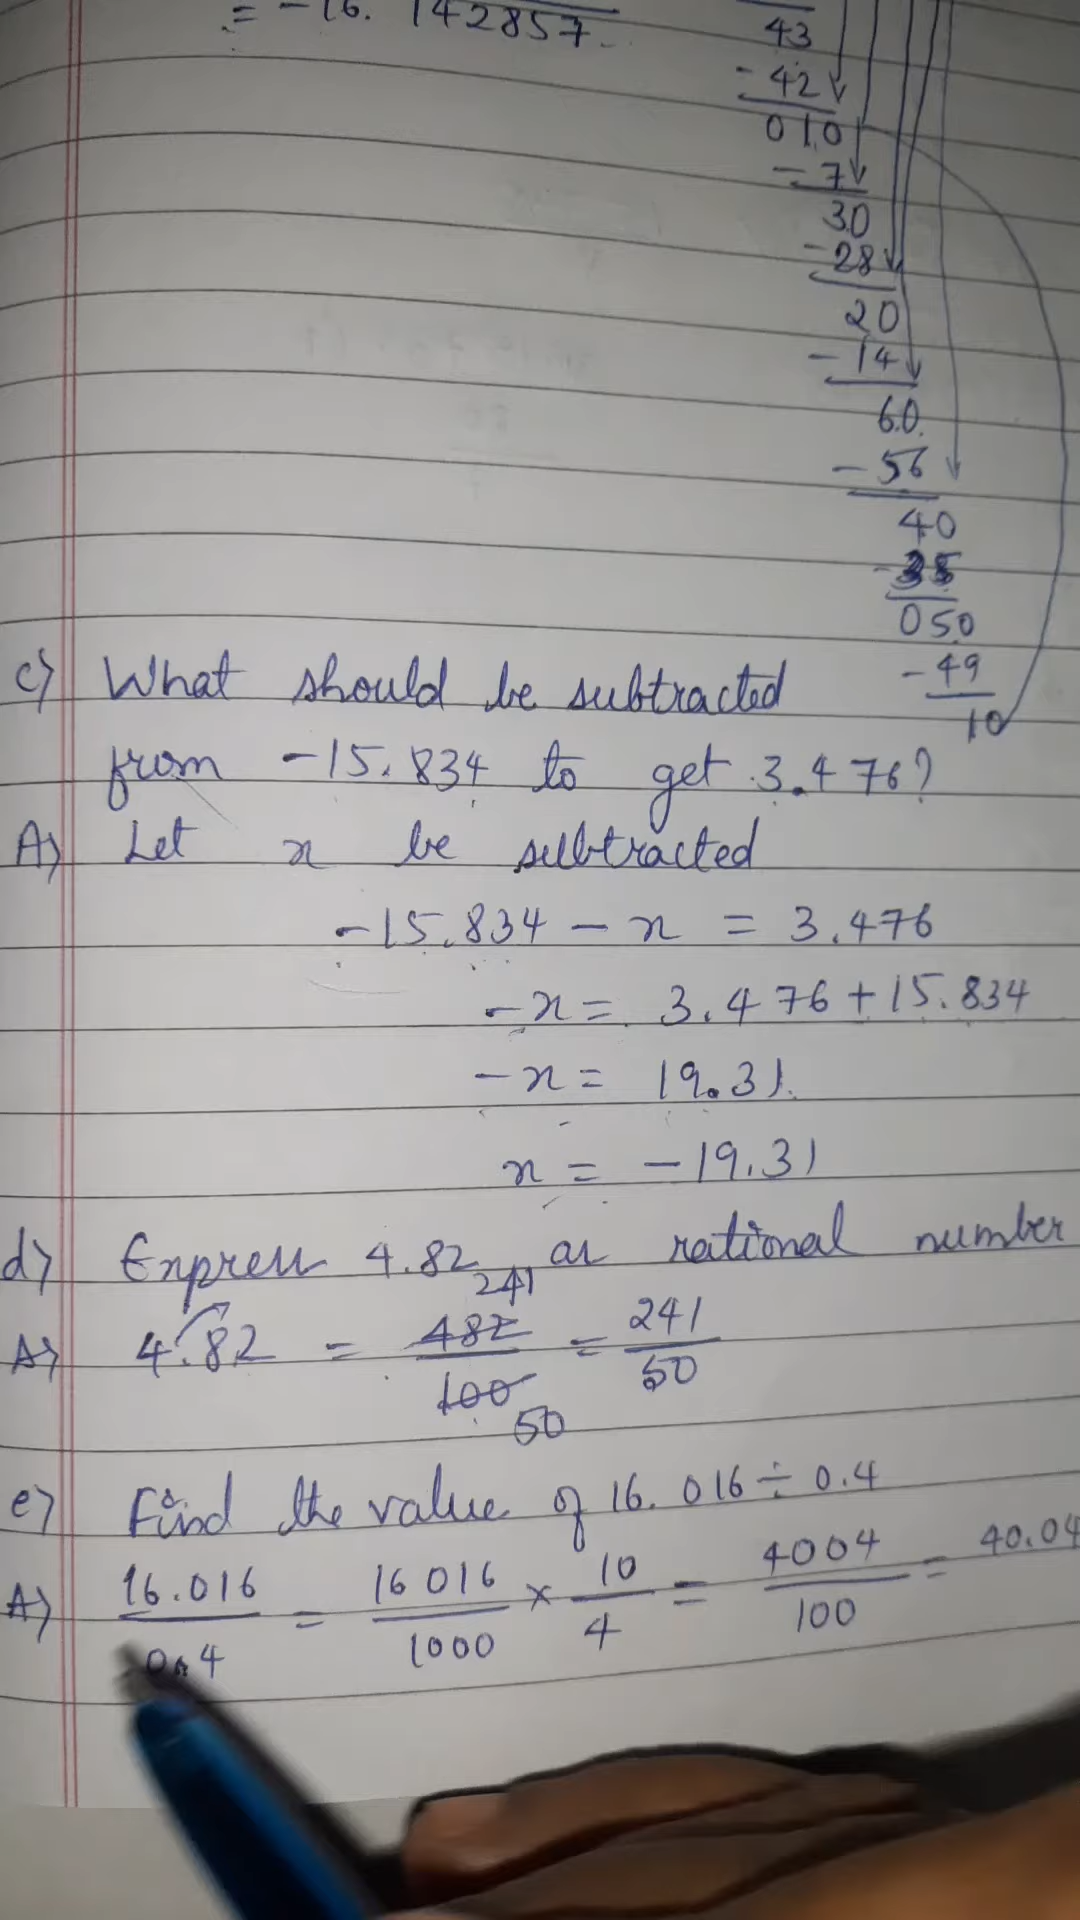 = -16. 142857.
43
- 42
010
- 7
30
- 28
20
- 14
60.
- 56
40
- 35
050
- 49
10
c) What should be subtracted
from -15.834 to get 3.476?
A) Let x be subtracted
-15.834 - x = 3.476
-x = 3.476 + 15.834
-x = 19.31.
x = -19.31
d) Express 4.82 as rational number
241
A) 4.82 = 482/100 = 241/50
50
e) Find the value of 16.016 ÷ 0.4
A) 16.016/0.4 = 16016/1000 × 10/4 = 4004/100 = 40.04